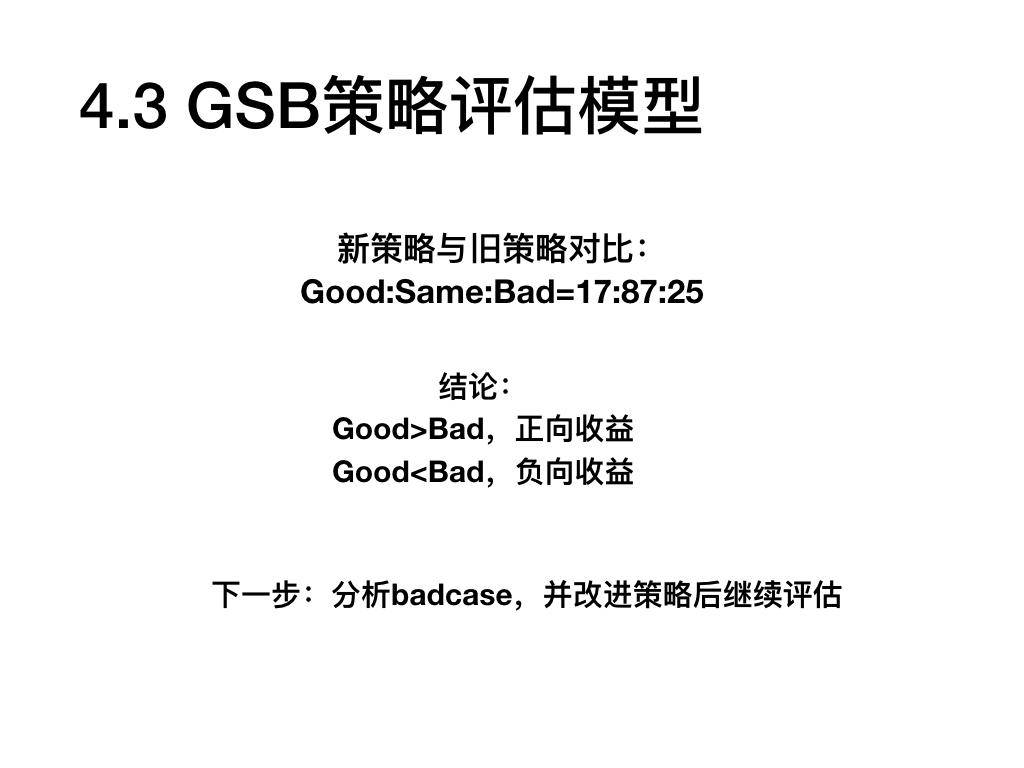 4.3 GSB策略评估模型
新策略与旧策略对比：
Good:Same:Bad=17:87:25
结论：
Good>Bad，正向收益
Good<Bad，负向收益
下一步：分析badcase，并改进策略后继续评估